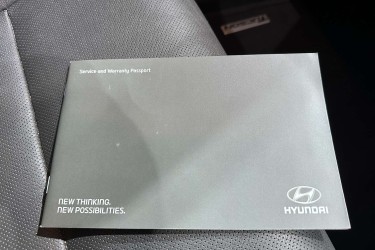 Service and Warranty Passport
NEW THINKING.
NEW POSSIBILITIES.
HYUNDAI